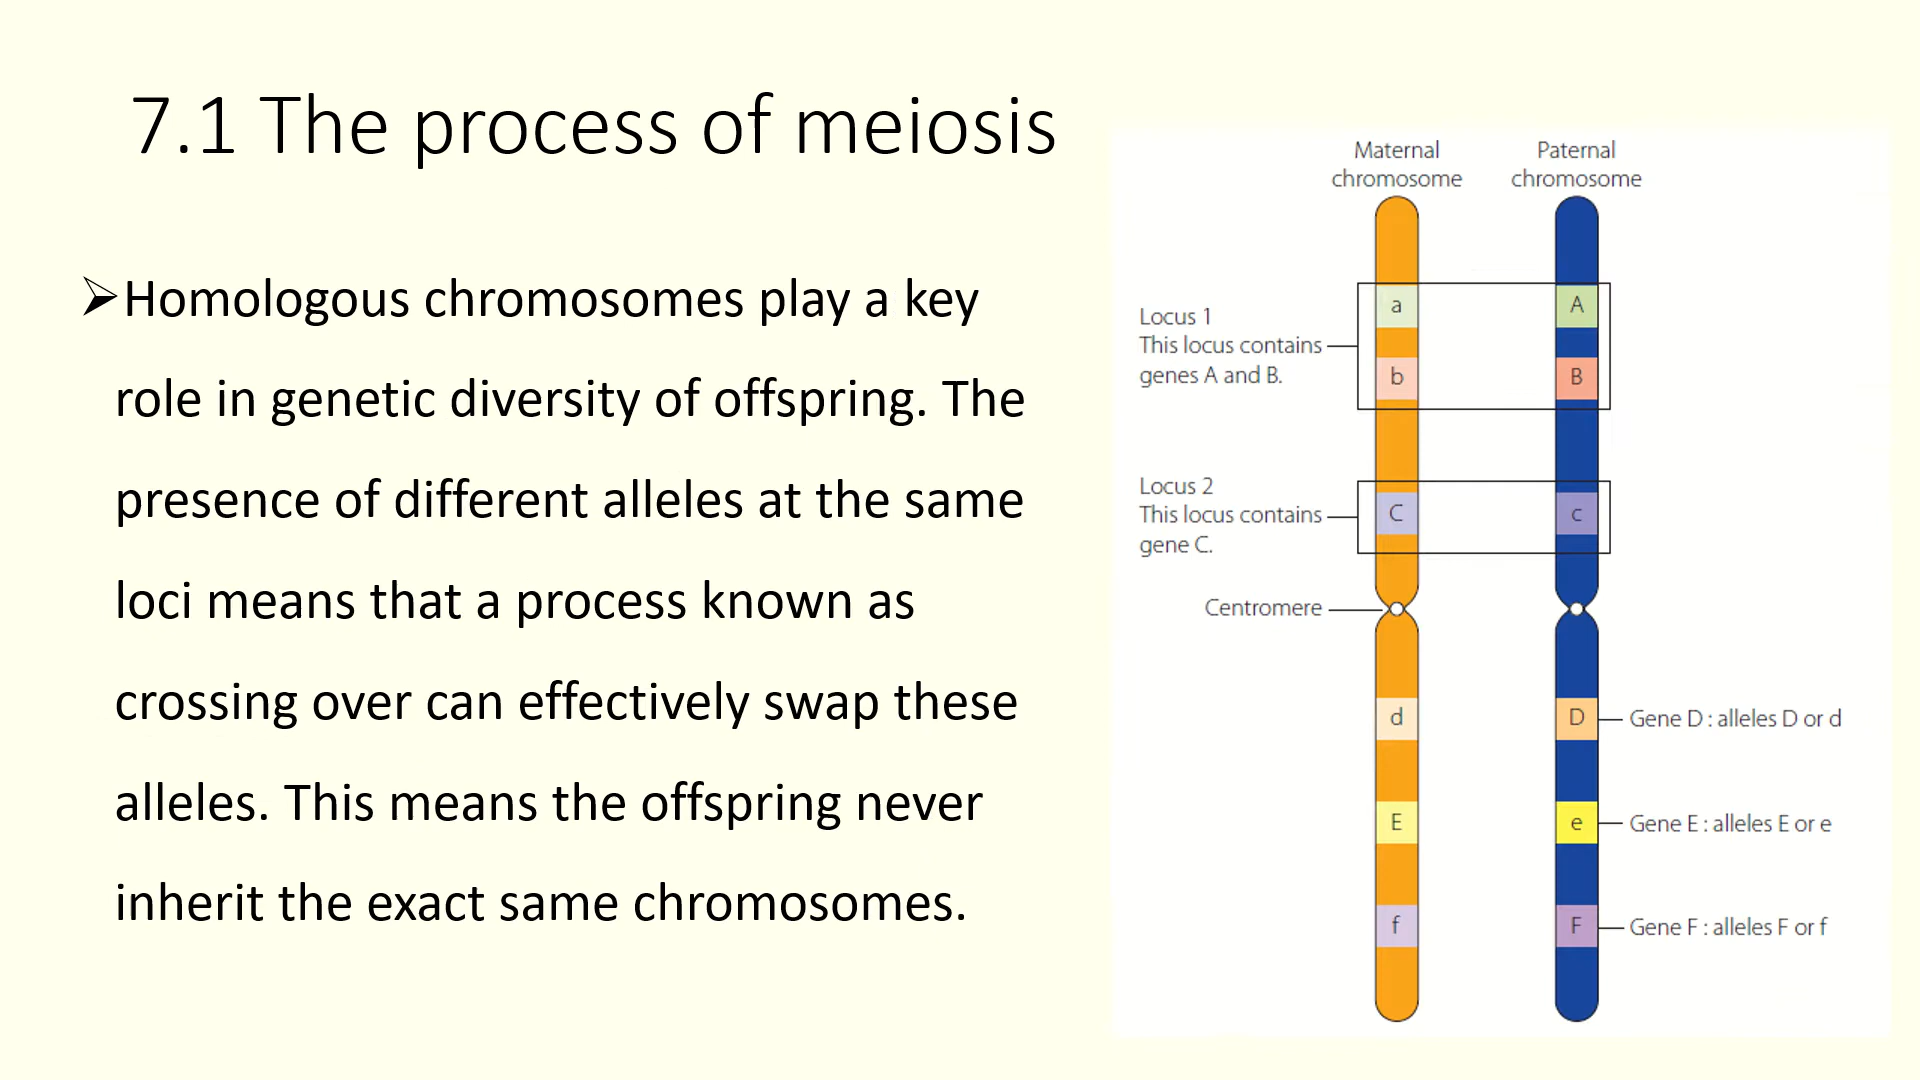 7.1 The process of meiosis
➢Homologous chromosomes play a key
role in genetic diversity of offspring. The
presence of different alleles at the same
loci means that a process known as
crossing over can effectively swap these
alleles. This means the offspring never
inherit the exact same chromosomes.
Maternal
chromosome
Paternal
chromosome
Locus 1
This locus contains
genes A and B.
a
A
b
B
Locus 2
This locus contains
gene C.
C
c
Centromere
d
D
Gene D : alleles D or d
E
e
Gene E : alleles E or e
f
F
Gene F : alleles F or f